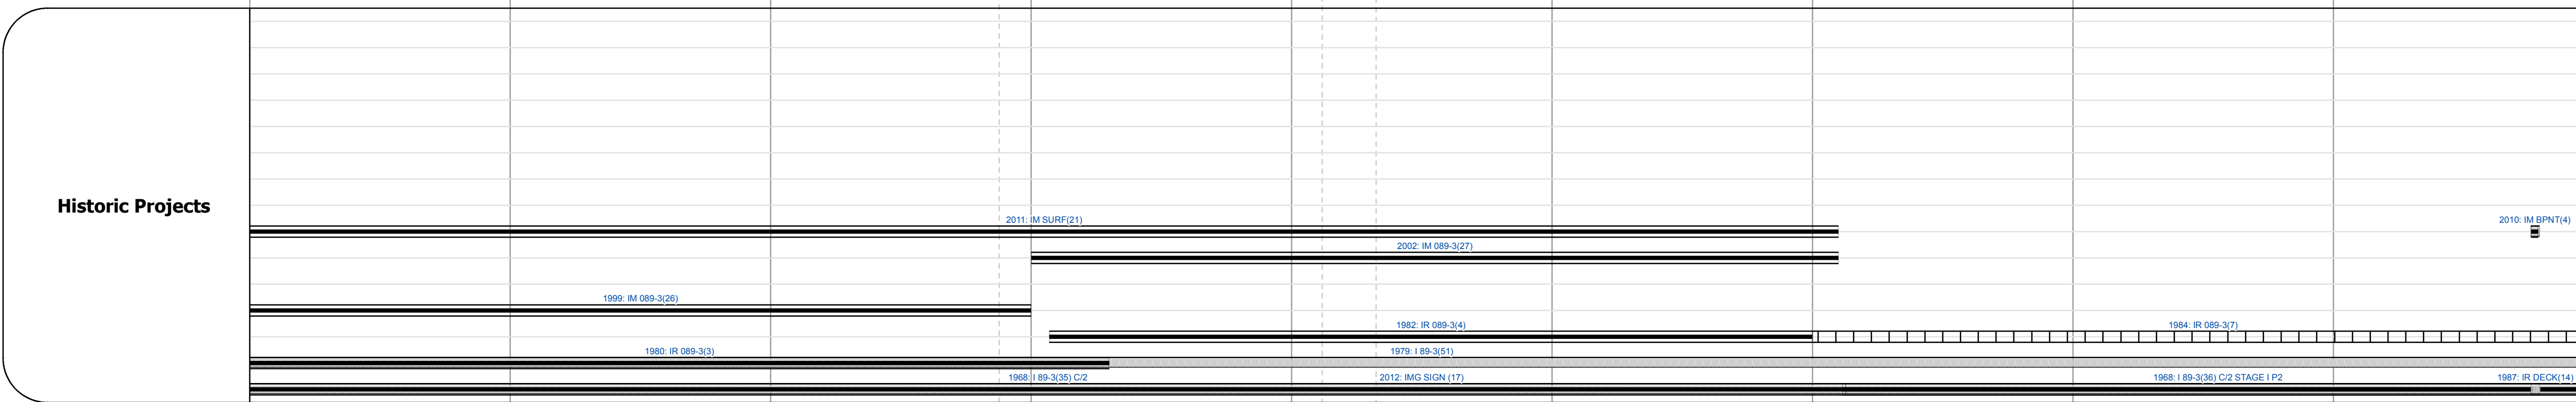 Historic Projects
2011: IM SURF(21)
2010: IM BPNT(4)
2002: IM 089-3(27)
1999: IM 089-3(26)
1982: IR 089-3(4)
1984: IR 089-3(7)
1980: IR 089-3(3)
1979: I 89-3(51)
1968: I 89-3(35) C/2
2012: IMG SIGN (17)
1968: I 89-3(36) C/2 STAGE I P2
1987: IR DECK(14)